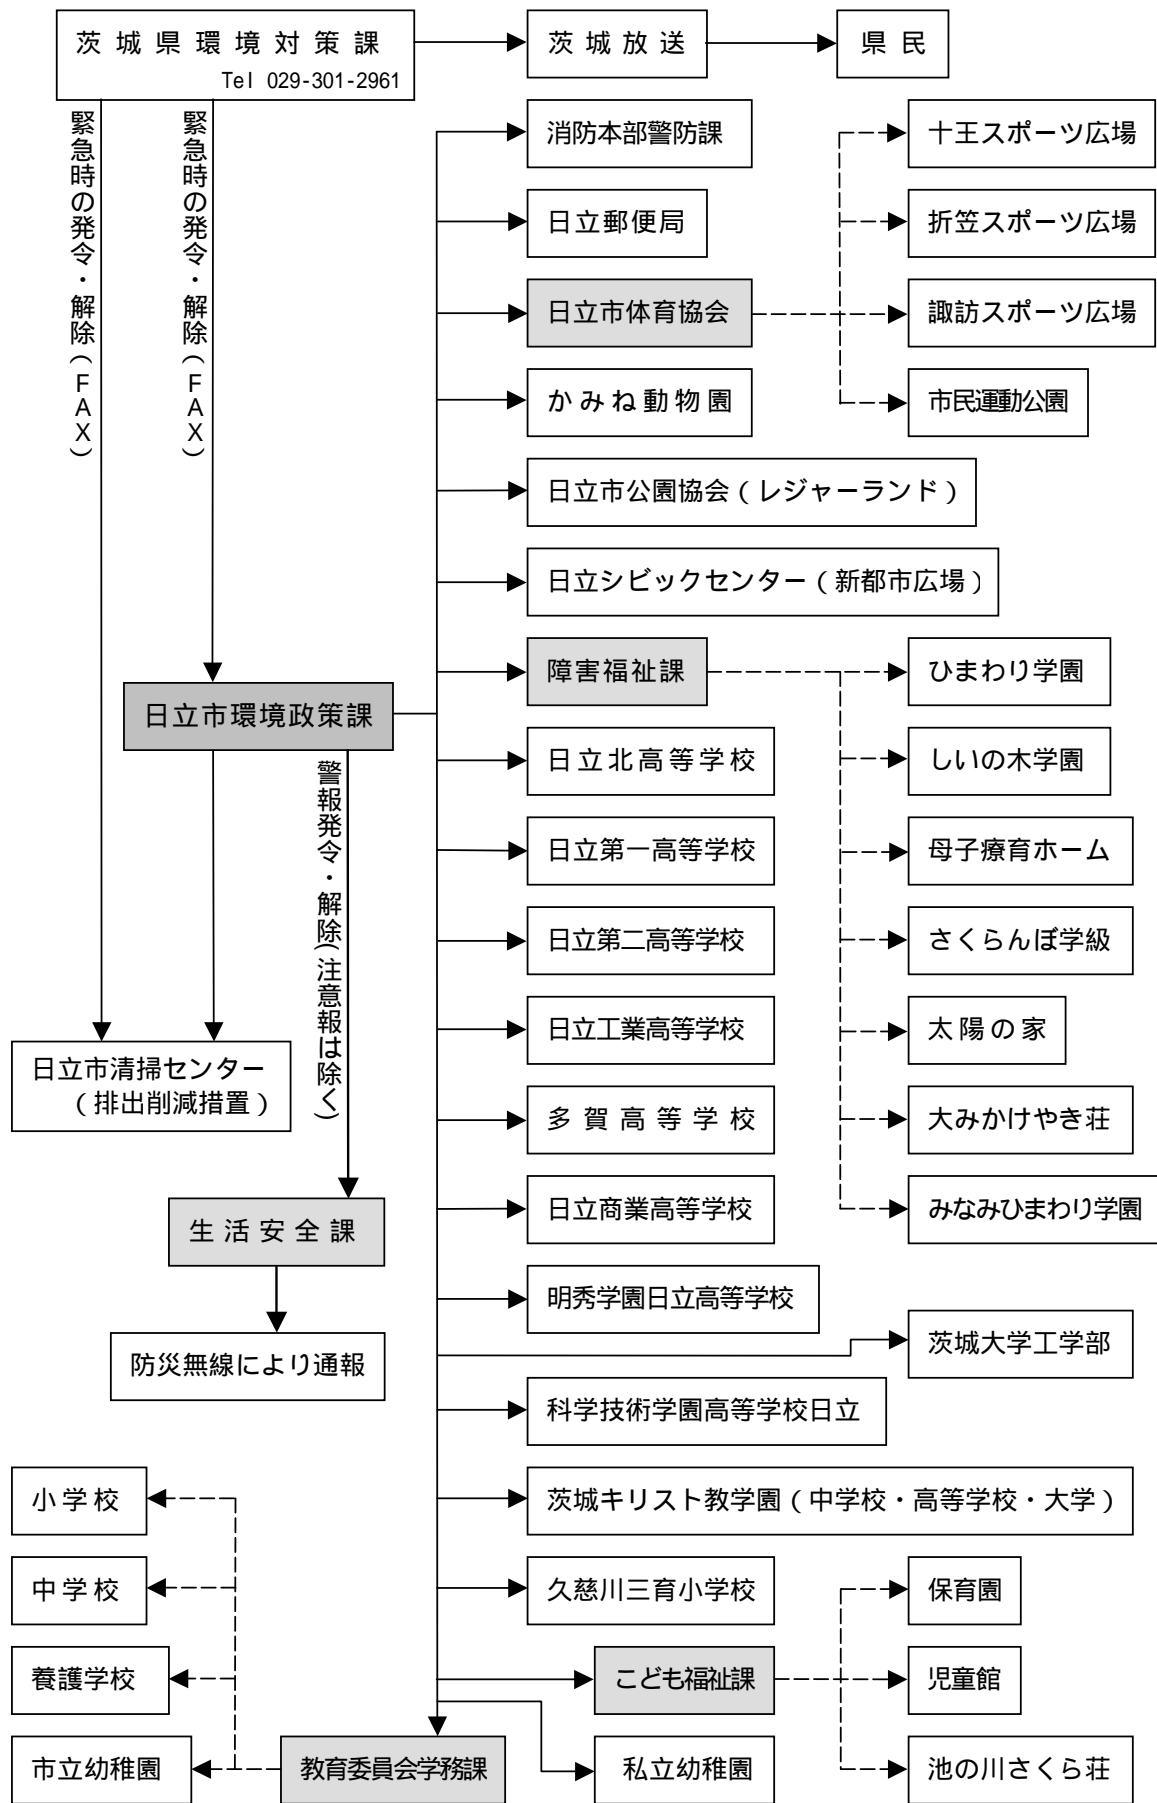 茨城県環境対策課
Tel 029-301-2961
茨城放送
県民
緊急時の発令・解除(FAX)
緊急時の発令・解除(FAX)
消防本部警防課
十王スポーツ広場
日立郵便局
折笠スポーツ広場
日立市体育協会
諏訪スポーツ広場
かみね動物園
市民運動公園
日立市公園協会(レジャーランド)
日立シビックセンター(新都市広場)
障害福祉課
ひまわり学園
日立市環境政策課
日立北高等学校
しいの木学園
警報発令・解除(注意報は除く)
日立第一高等学校
母子療育ホーム
日立第二高等学校
さくらんぼ学級
日立工業高等学校
太陽の家
日立市清掃センター
(排出削減措置)
多賀高等学校
大みかけやき荘
日立商業高等学校
みなみひまわり学園
生活安全課
明秀学園日立高等学校
茨城大学工学部
防災無線により通報
科学技術学園高等学校日立
小学校
茨城キリスト教学園(中学校・高等学校・大学)
中学校
久慈川三育小学校
保育園
養護学校
こども福祉課
児童館
市立幼稚園
教育委員会学務課
私立幼稚園
池の川さくら荘